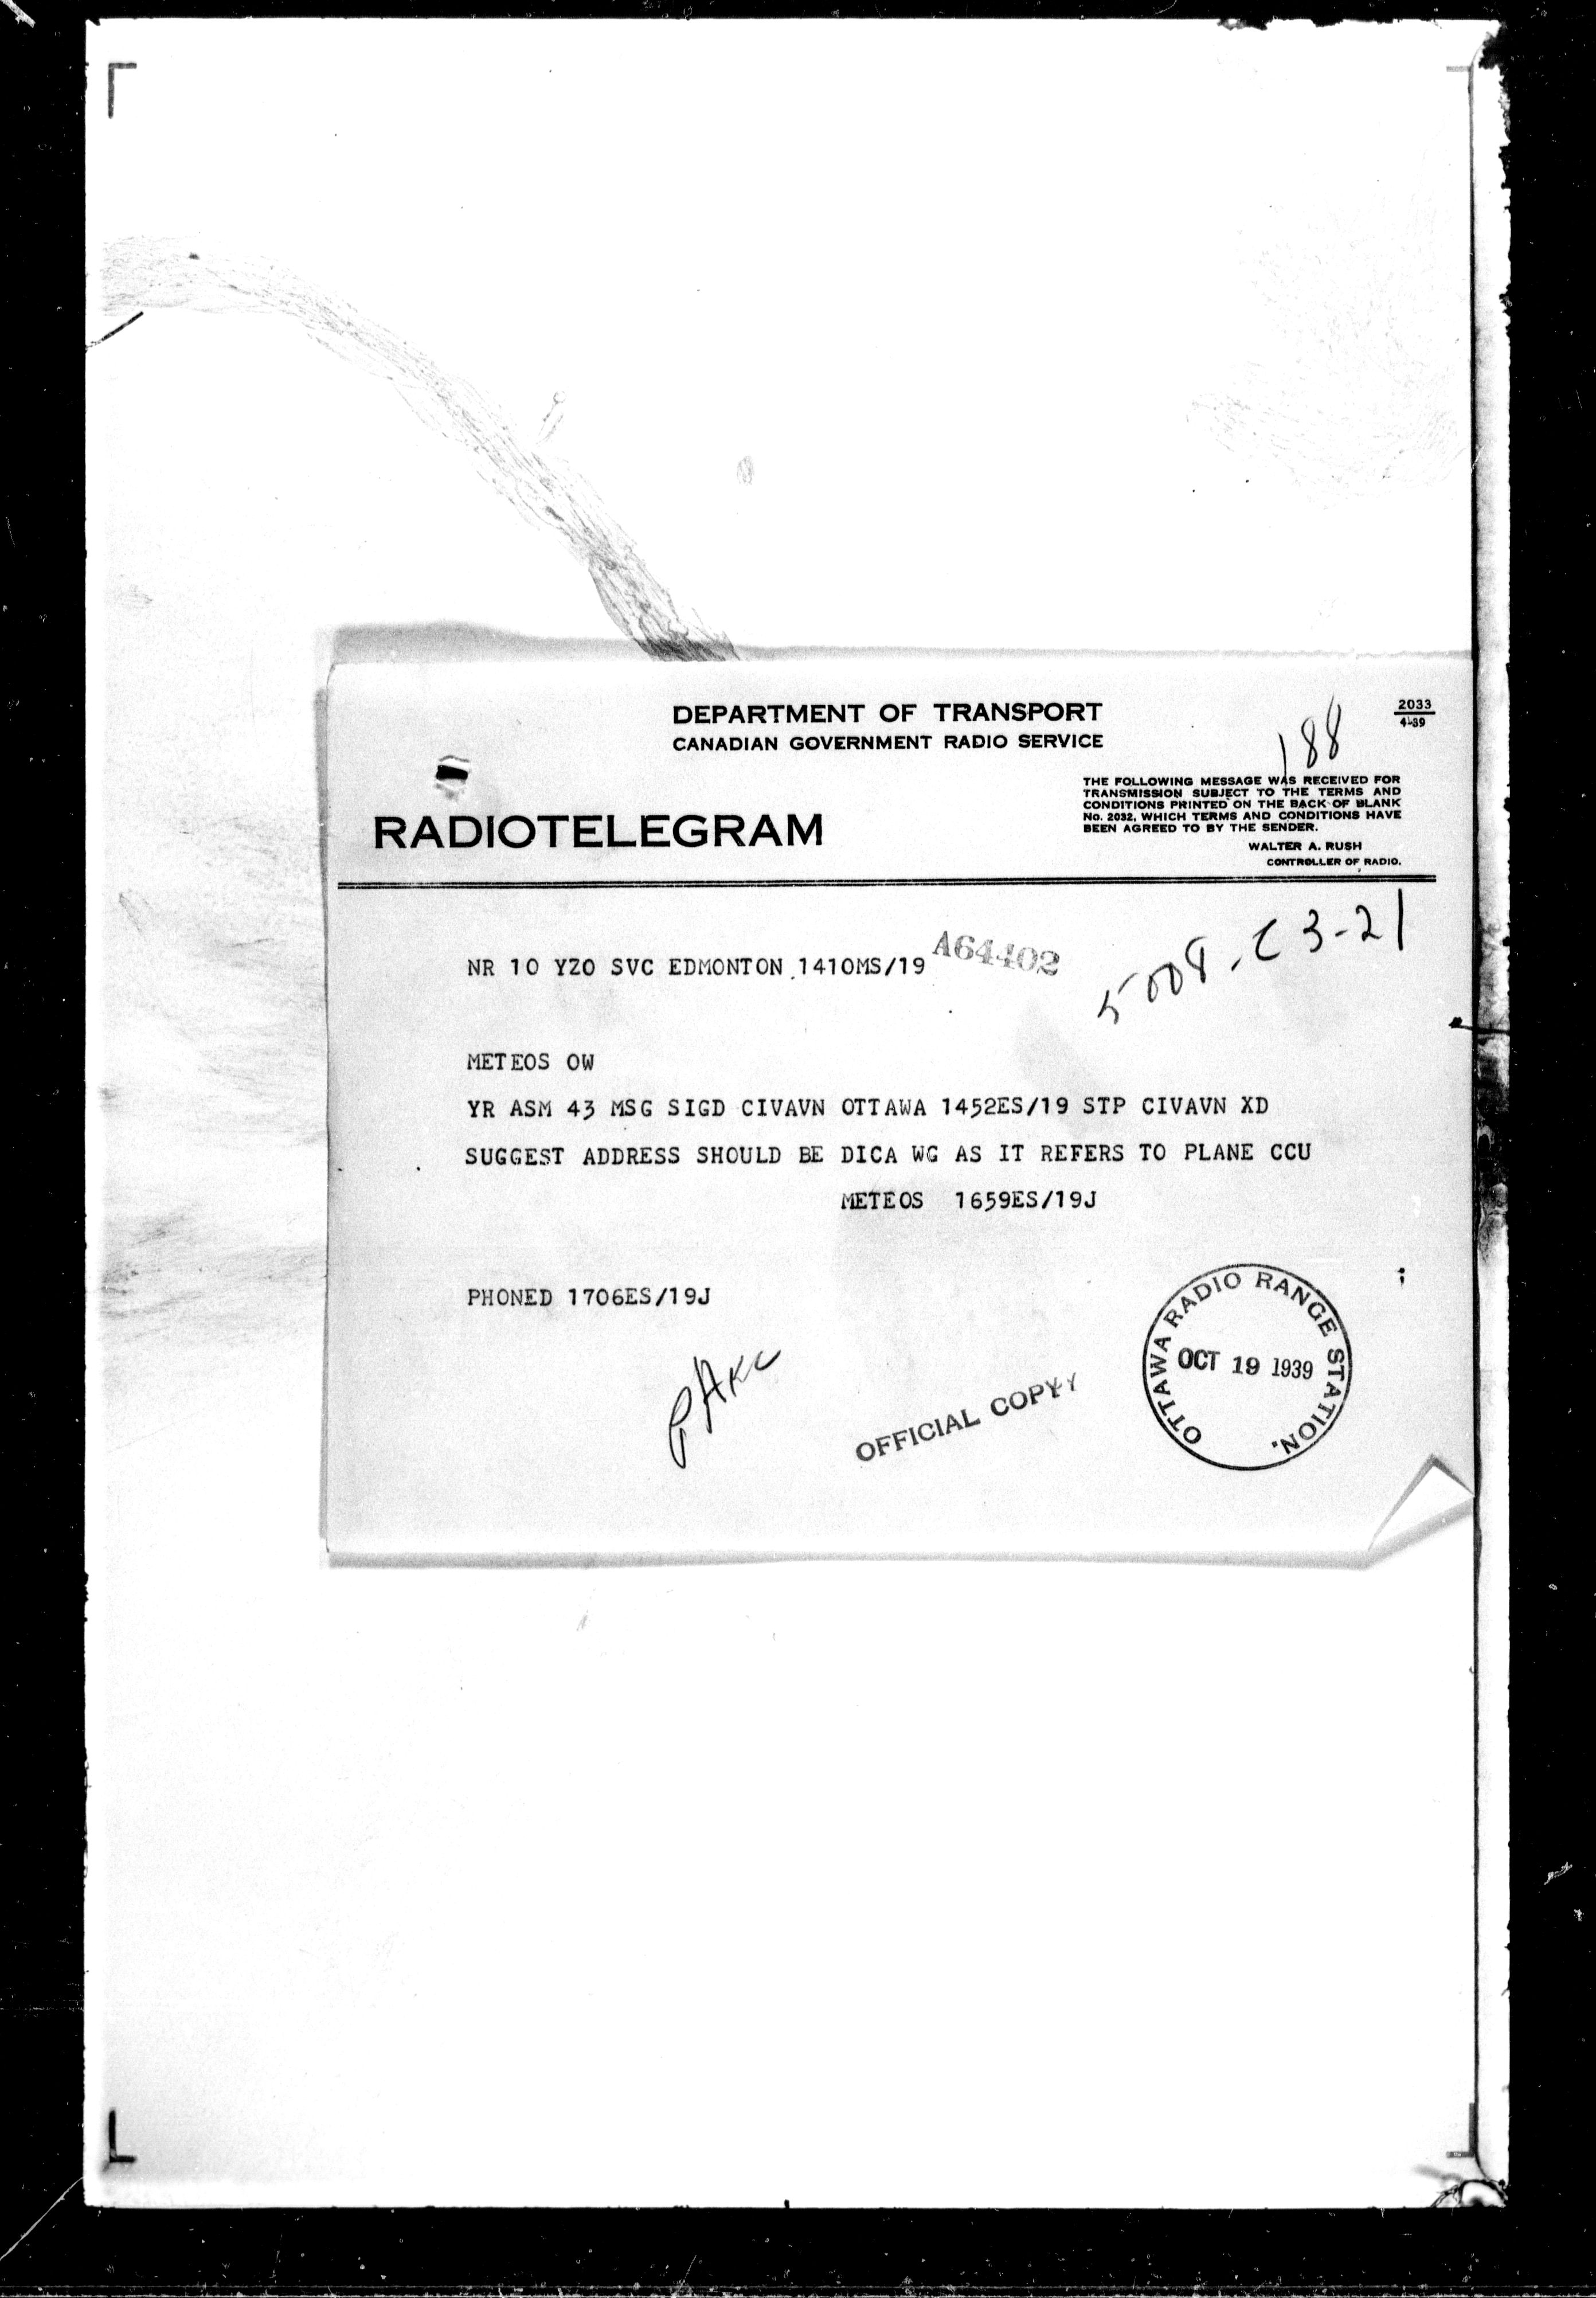 DEPARTMENT OF TRANSPORT
CANADIAN GOVERNMENT RADIO SERVICE
2033
4-39
188
THE FOLLOWING MESSAGE WAS RECEIVED FOR
TRANSMISSION SUBJECT TO THE TERMS AND
CONDITIONS PRINTED ON THE BACK OF BLANK
No. 2032, WHICH TERMS AND CONDITIONS HAVE
BEEN AGREED TO BY THE SENDER.
WALTER A. RUSH
CONTROLLER OF RADIO.
RADIOTELEGRAM
5008-C3-21
A64402
NR 10 YZO SVC EDMONTON 1410MS/19
METEOS OW
YR ASM 43 MSG SIGD CIVAVN OTTAWA 1452ES/19 STP CIVAVN XD
SUGGEST ADDRESS SHOULD BE DICA WG AS IT REFERS TO PLANE CCU
METEOS 1659ES/19J
PHONED 1706ES/19J
OFFICIAL COPY
OTTAWA RADIO RANGE STATION.
OCT 19 1939